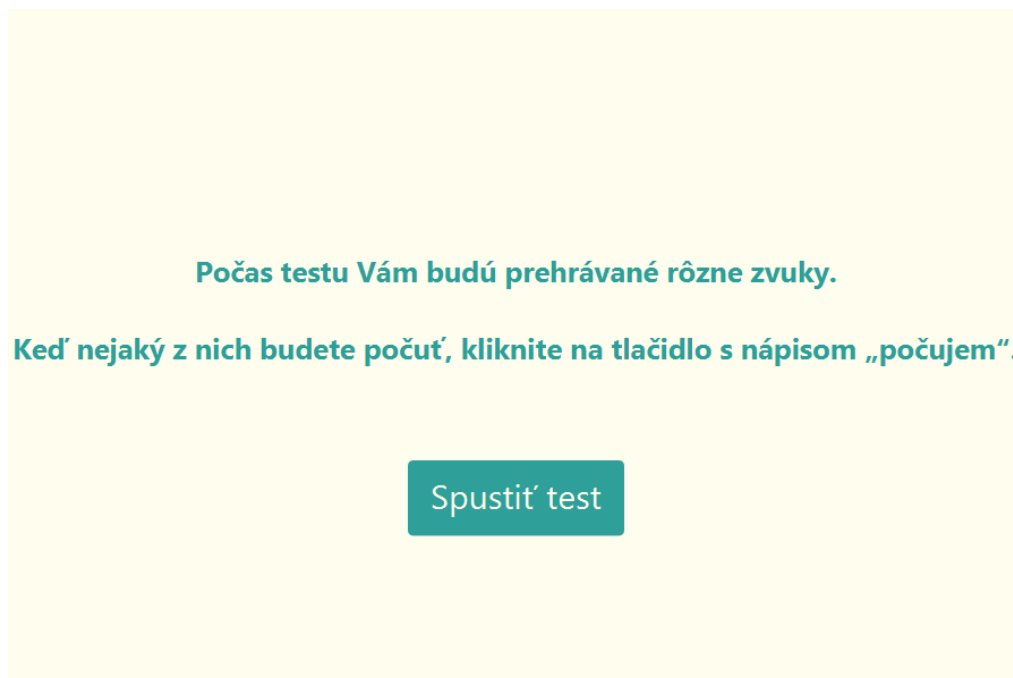 Počas testu Vám budú prehrávané rôzne zvuky.
Keď nejaký z nich budete počuť, kliknite na tlačidlo s nápisom „počujem“.
Spustiť test